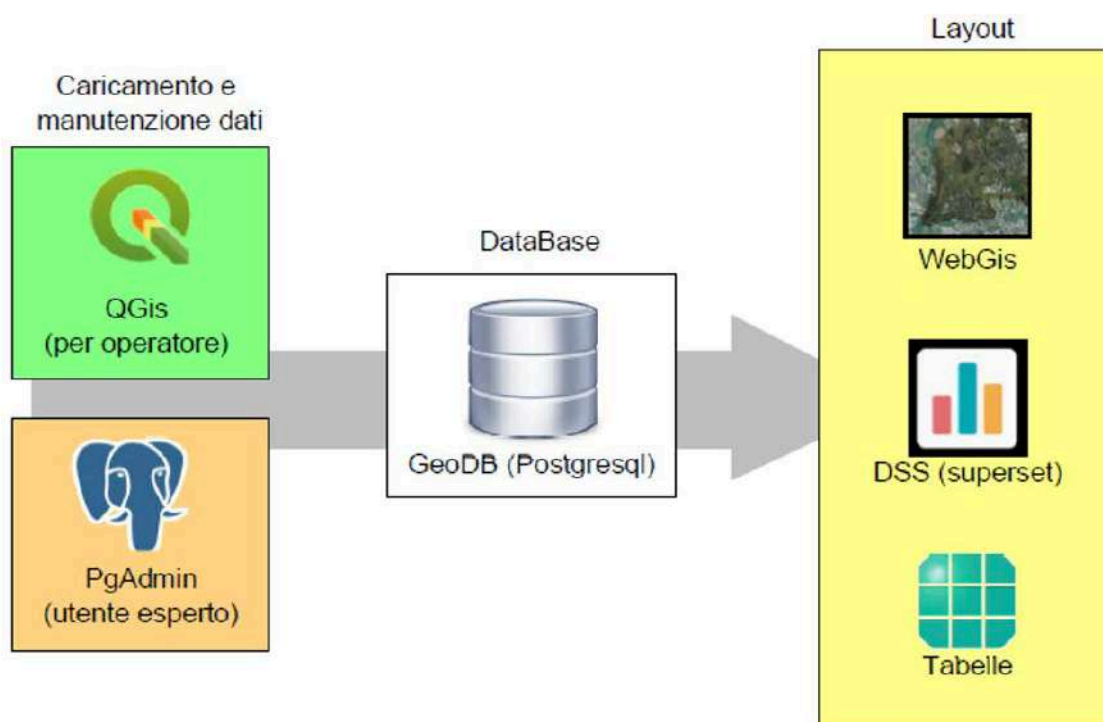 Caricamento e
manutenzione dati
QGis
(per operatore)
PgAdmin
(utente esperto)
DataBase
GeoDB (Postgresql)
Layout
WebGis
DSS (superset)
Tabelle